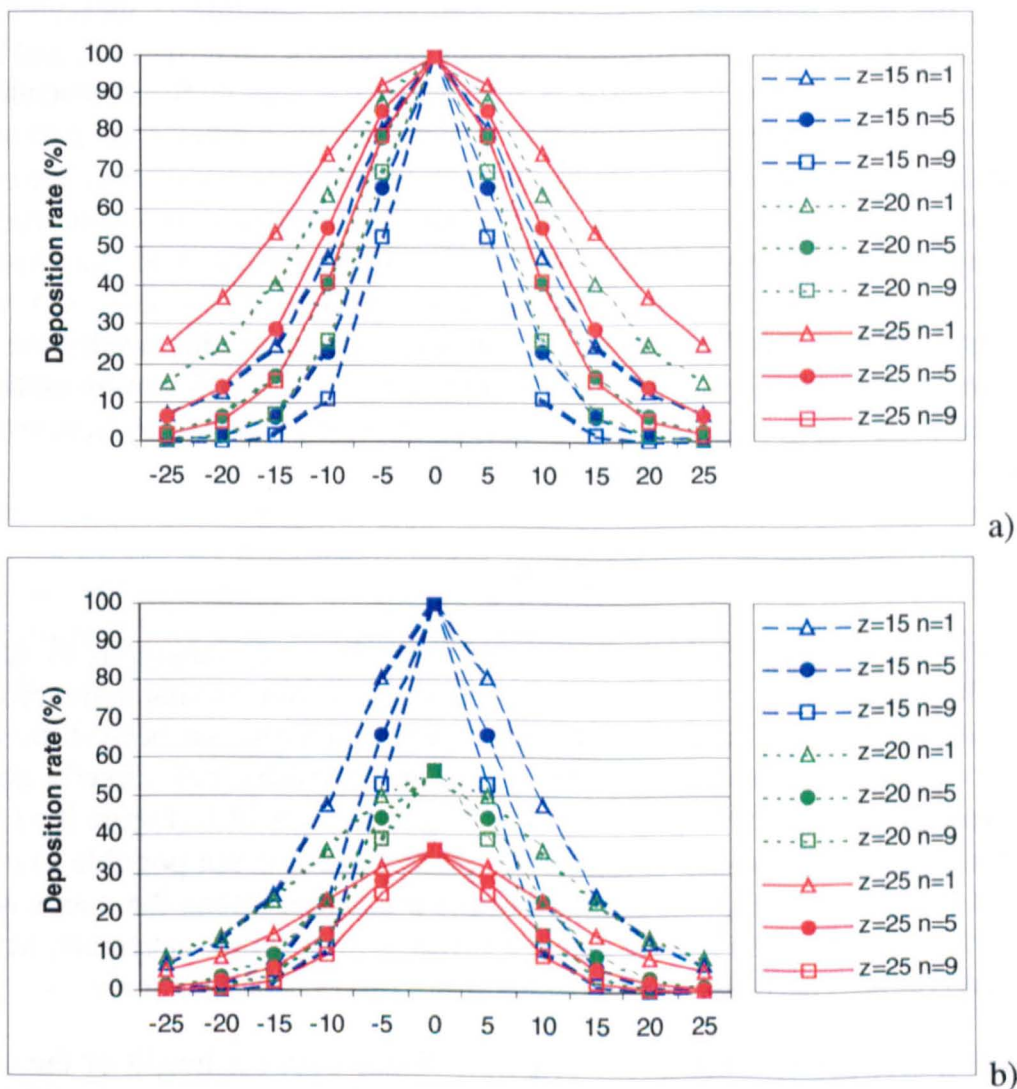 100
90
80
70
60
50
40
30
20
10
0
Deposition rate (%)
-25 -20 -15 -10 -5 0 5 10 15 20 25
z=15 n=1
z=15 n=5
z=15 n=9
z=20 n=1
z=20 n=5
z=20 n=9
z=25 n=1
z=25 n=5
z=25 n=9
a)
100
90
80
70
60
50
40
30
20
10
0
Deposition rate (%)
-25 -20 -15 -10 -5 0 5 10 15 20 25
z=15 n=1
z=15 n=5
z=15 n=9
z=20 n=1
z=20 n=5
z=20 n=9
z=25 n=1
z=25 n=5
z=25 n=9
b)